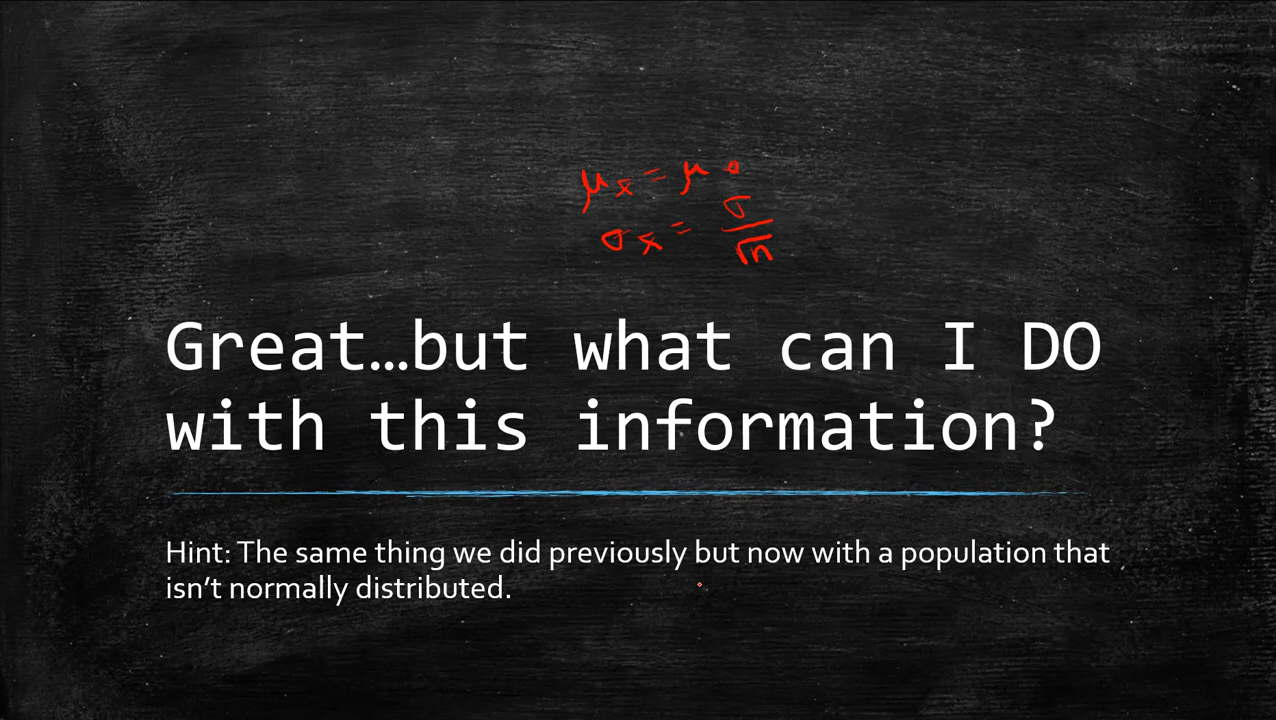 μx̄ = μ
σx̄ = σ/√n
Great…but what can I DO
with this information?
Hint: The same thing we did previously but now with a population that
isn’t normally distributed.